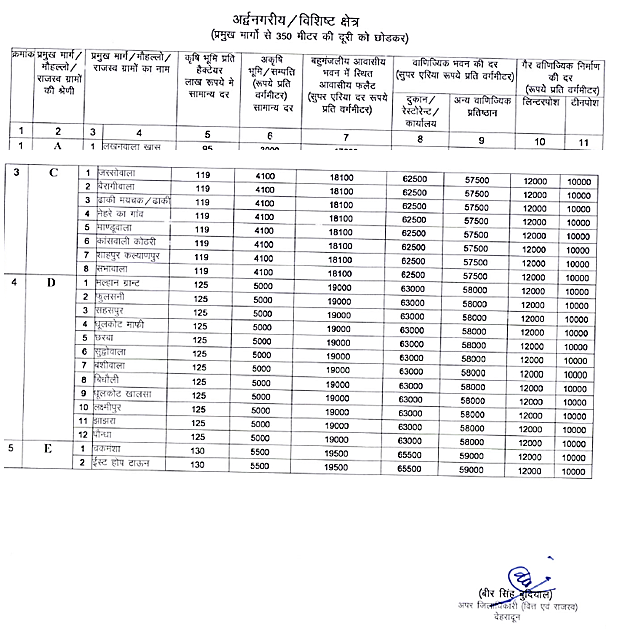 अर्द्वनगरीय/विशिष्ट क्षेत्र
(प्रमुख मार्गो से 350 मीटर की दूरी को छोडकर)
क्रमांक प्रमुख मार्ग/मौहल्लो/राजस्व ग्रामों की श्रेणी प्रमुख मार्ग/मौहल्लो/राजस्व ग्रामों का नाम कृषि भूमि प्रति हैक्टेयर लाख रूपये मे सामान्य दर अकृषि भूमि/सम्पत्ति (रूपये प्रति वर्गमीटर) सामान्य दर बहुमंजलीय आवासीय भवन में स्थित आवासीय फलैट (सुपर एरिया दर रूपये प्रति वर्गमीटर) वाणिज्यिक भवन की दर (सुपर एरिया रूपये प्रति वर्गमीटर) गैर वाणिज्यिक निर्माण की दर (रूपये प्रति वर्गमीटर)
दुकान/रेस्टोरेन्ट/कार्यालय अन्य वाणिज्यिक प्रतिष्ठान लिन्टरपोश टीनपोश
1 2 3 4 5 6 7 8 9 10 11
1 A 1 लखनवाला खास 95
3 C 1 जस्सोवाला 119 4100 18100 62500 57500 12000 10000
2 बैरागीवाला 119 4100 18100 62500 57500 12000 10000
3 ढाकी 119 4100 18100 62500 57500 12000 10000
4 मेहरे का गांव 119 4100 18100 62500 57500 12000 10000
5 माण्डूवाला 119 4100 18100 62500 57500 12000 10000
6 कांसवाली कोठरी 119 4100 18100 62500 57500 12000 10000
7 शाहपुर कल्याणपुर 119 4100 18100 62500 57500 12000 10000
8 सभावाला 119 4100 18100 62500 57500 12000 10000
4 D 1 मल्हान ग्रान्ट 125 5000 19000 63000 58000 12000 10000
2 फुलसनी 125 5000 19000 63000 58000 12000 10000
3 सहसपुर 125 5000 19000 63000 58000 12000 10000
4 धूलकोट माफी 125 5000 19000 63000 58000 12000 10000
5 छरबा 125 5000 19000 63000 58000 12000 10000
6 सुद्वोवाला 125 5000 19000 63000 58000 12000 10000
7 बंशीवाला 125 5000 19000 63000 58000 12000 10000
8 बिधौली 125 5000 19000 63000 58000 12000 10000
9 धूलकोट खालसा 125 5000 19000 63000 58000 12000 10000
10 लक्ष्मीपुर 125 5000 19000 63000 58000 12000 10000
11 झाझरा 125 5000 19000 63000 58000 12000 10000
12 पौन्धा 125 5000 19000 63000 58000 12000 10000
5 E 1 चकमंशा 130 5500 19500 65500 59000 12000 10000
2 ईस्ट होप टाऊन 130 5500 19500 65500 59000 12000 10000
(बीर सिंह बुदियाल)
अपर जिलाधिकारी (वित्त एवं राजस्व)
देहरादून